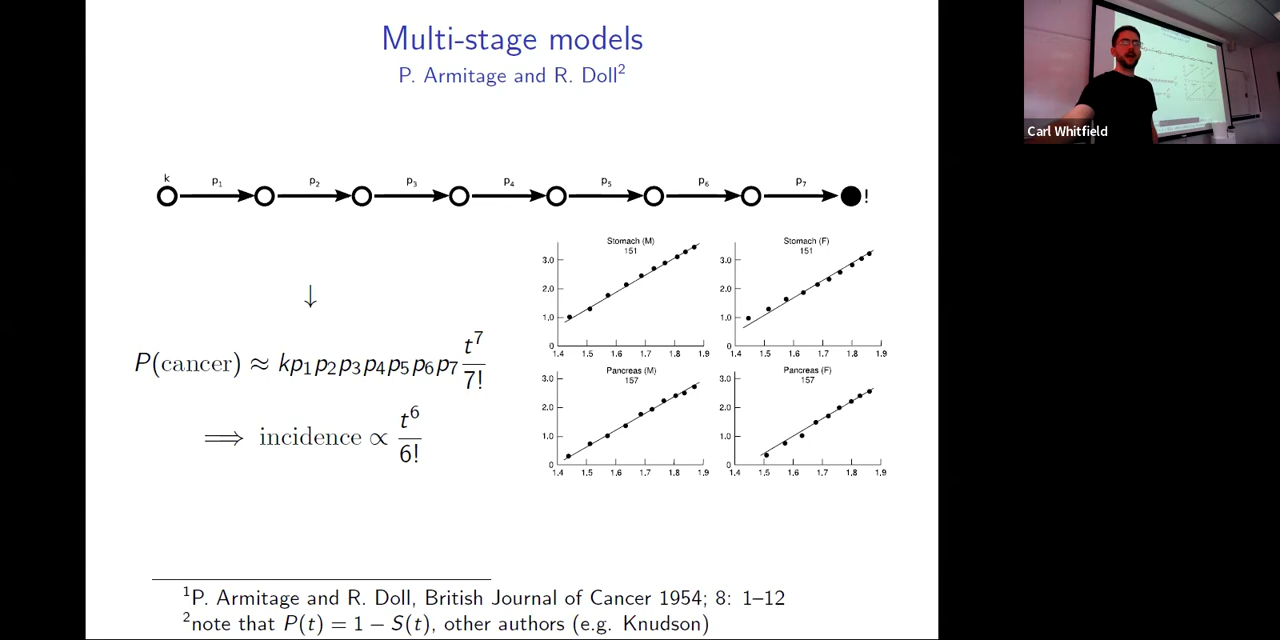 Multi-stage models
P. Armitage and R. Doll²
k p₁ p₂ p₃ p₄ p₅ p₆ p₇ !
↓
P(cancer) ≈ kp₁p₂p₃p₄p₅p₆p₇ t⁷/7!
⟹ incidence ∝ t⁶/6!
Stomach (M)
151
3.0
2.0
1.0
0
1.4 1.5 1.6 1.7 1.8 1.9
Stomach (F)
151
3.0
2.0
1.0
0
1.4 1.5 1.6 1.7 1.8 1.9
Pancreas (M)
157
3.0
2.0
1.0
0
1.4 1.5 1.6 1.7 1.8 1.9
Pancreas (F)
157
3.0
2.0
1.0
0
1.4 1.5 1.6 1.7 1.8 1.9
¹P. Armitage and R. Doll, British Journal of Cancer 1954; 8: 1–12
²note that P(t) = 1 − S(t), other authors (e.g. Knudson)
Carl Whitfield